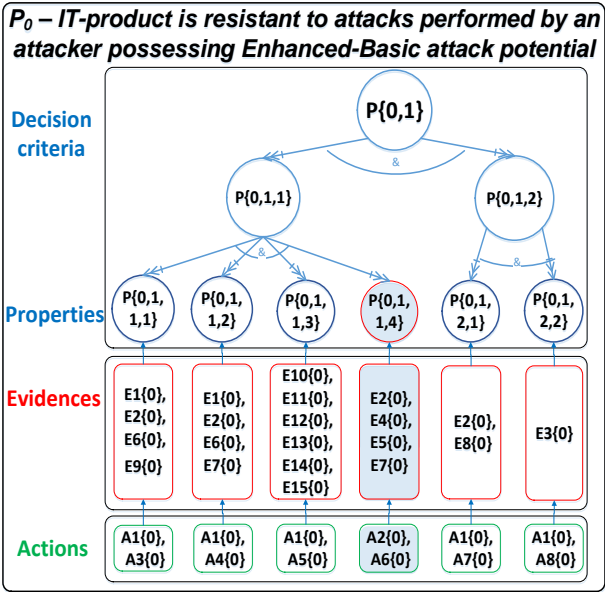 P₀ – IT-product is resistant to attacks performed by an
attacker possessing Enhanced-Basic attack potential
Decision
criteria
P{0,1}
&
P{0,1,1}
P{0,1,2}
&
&
Properties
P{0,1,
1,1}
P{0,1,
1,2}
P{0,1,
1,3}
P{0,1,
1,4}
P{0,1,
2,1}
P{0,1,
2,2}
Evidences
E1{0},
E2{0},
E6{0},
E9{0}
E1{0},
E2{0},
E6{0},
E7{0}
E10{0},
E11{0},
E12{0},
E13{0},
E14{0},
E15{0}
E2{0},
E4{0},
E5{0},
E7{0}
E2{0},
E8{0}
E3{0}
Actions
A1{0},
A3{0}
A1{0},
A4{0}
A1{0},
A5{0}
A2{0},
A6{0}
A1{0},
A7{0}
A1{0},
A8{0}